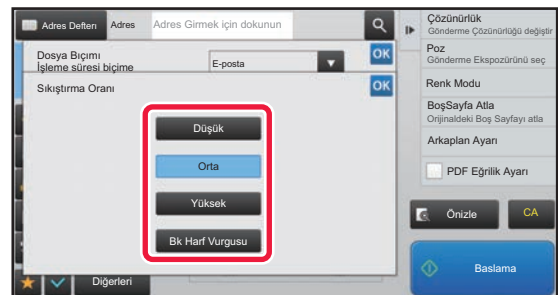 Adres Defteri
Adres
Adres Girmek için dokunun
Dosya Bıçımı
İşleme süresi biçime
E-posta
OK
Sıkıştırma Oranı
OK
Düşük
Orta
Yüksek
Bk Harf Vurgusu
Diğerleri
Çözünürlük
Gönderme Çözünürlüğü değiştir
Poz
Gönderme Ekspozürünü seç
Renk Modu
BoşSayfa Atla
Orijinaldeki Boş Sayfayı atla
Arkaplan Ayarı
PDF Eğrilik Ayarı
Önizle
CA
Baslama